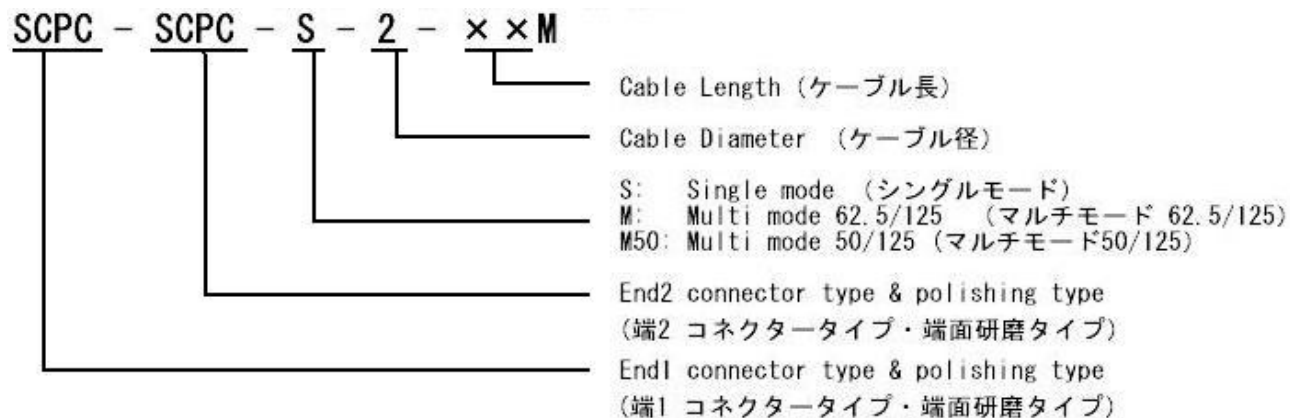 SCPC - SCPC - S - 2 - ××M
Cable Length (ケーブル長)
Cable Diameter (ケーブル径)
S: Single mode (シングルモード)
M: Multi mode 62.5/125 (マルチモード 62.5/125)
M50: Multi mode 50/125 (マルチモード50/125)
End2 connector type & polishing type
(端2 コネクタータイプ・端面研磨タイプ)
End1 connector type & polishing type
(端1 コネクタータイプ・端面研磨タイプ)